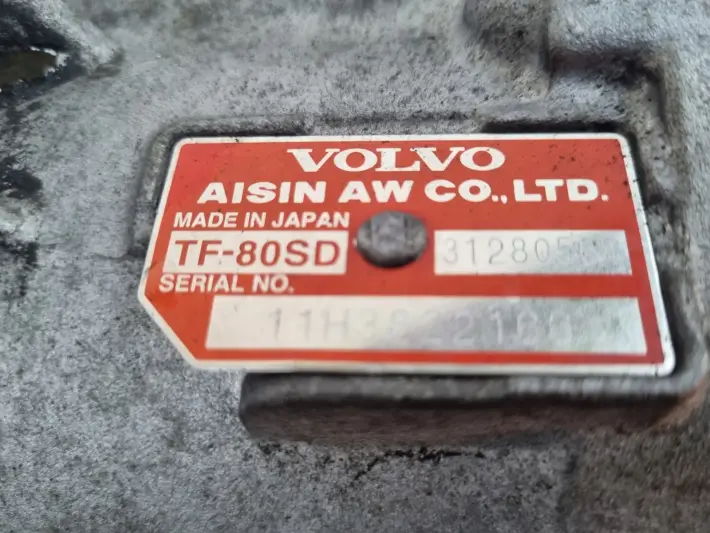 VOLVO
AISIN AW CO., LTD.
MADE IN JAPAN
TF-80SD
SERIAL NO.